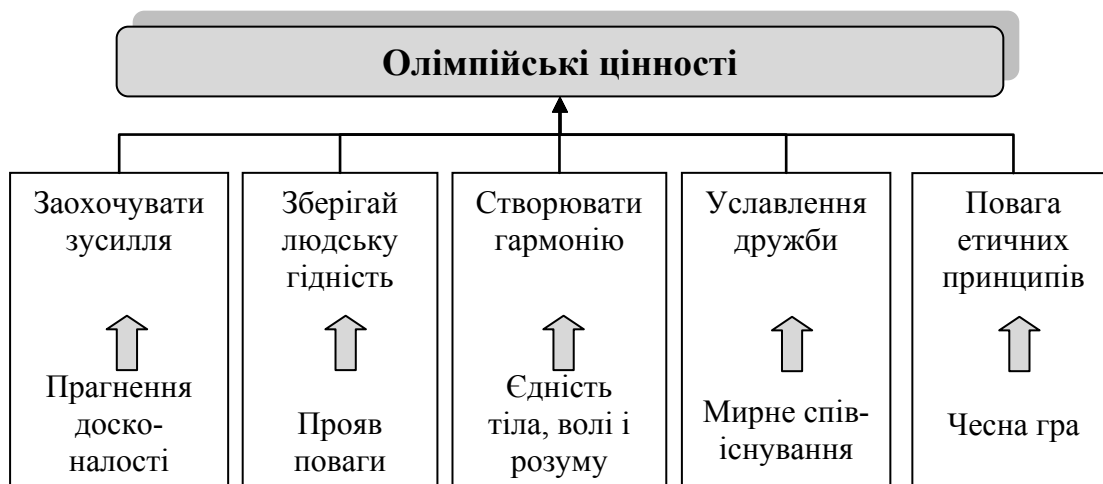 Олімпійські цінності
Заохочувати
зусилля
Прагнення
доско-
налості
Зберігай
людську
гідність
Прояв
поваги
Створювати
гармонію
Єдність
тіла, волі і
розуму
Уславлення
дружби
Мирне спів-
існування
Повага
етичних
принципів
Чесна гра